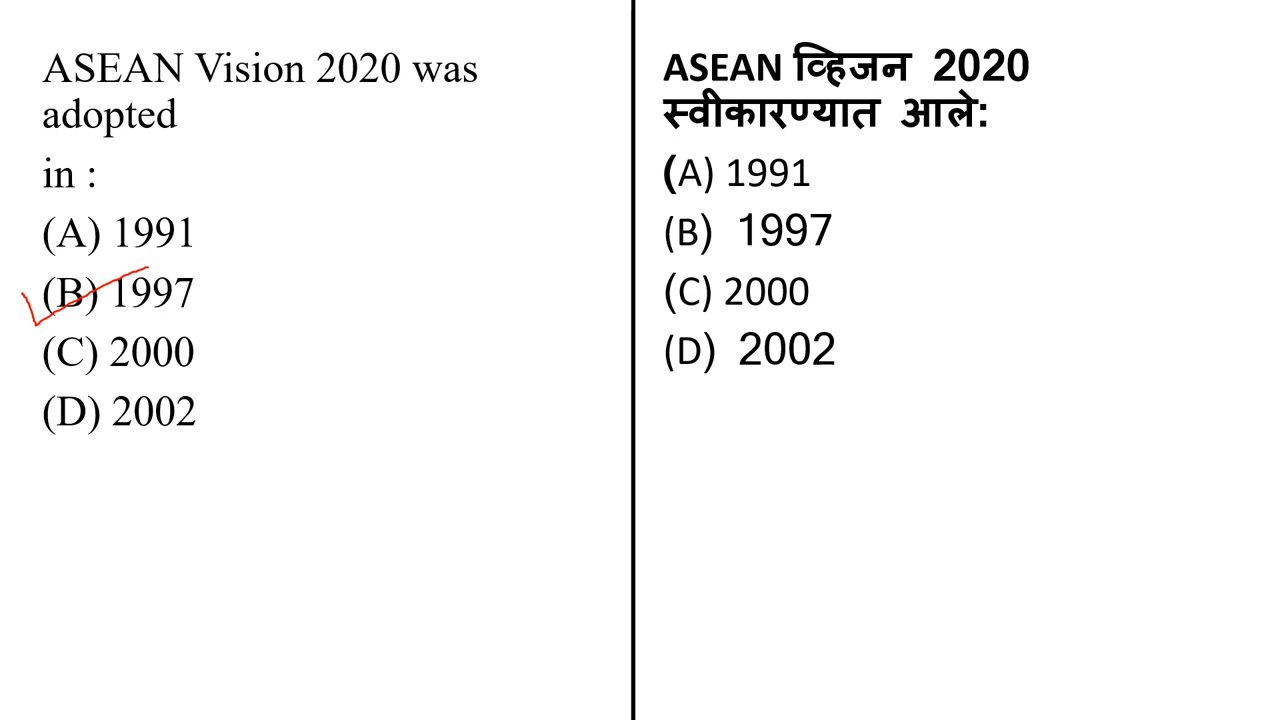 ASEAN Vision 2020 was
adopted
in :
(A) 1991
(B) 1997
(C) 2000
(D) 2002
ASEAN व्हिजन 2020
स्वीकारण्यात आले:
(A) 1991
(B) 1997
(C) 2000
(D) 2002